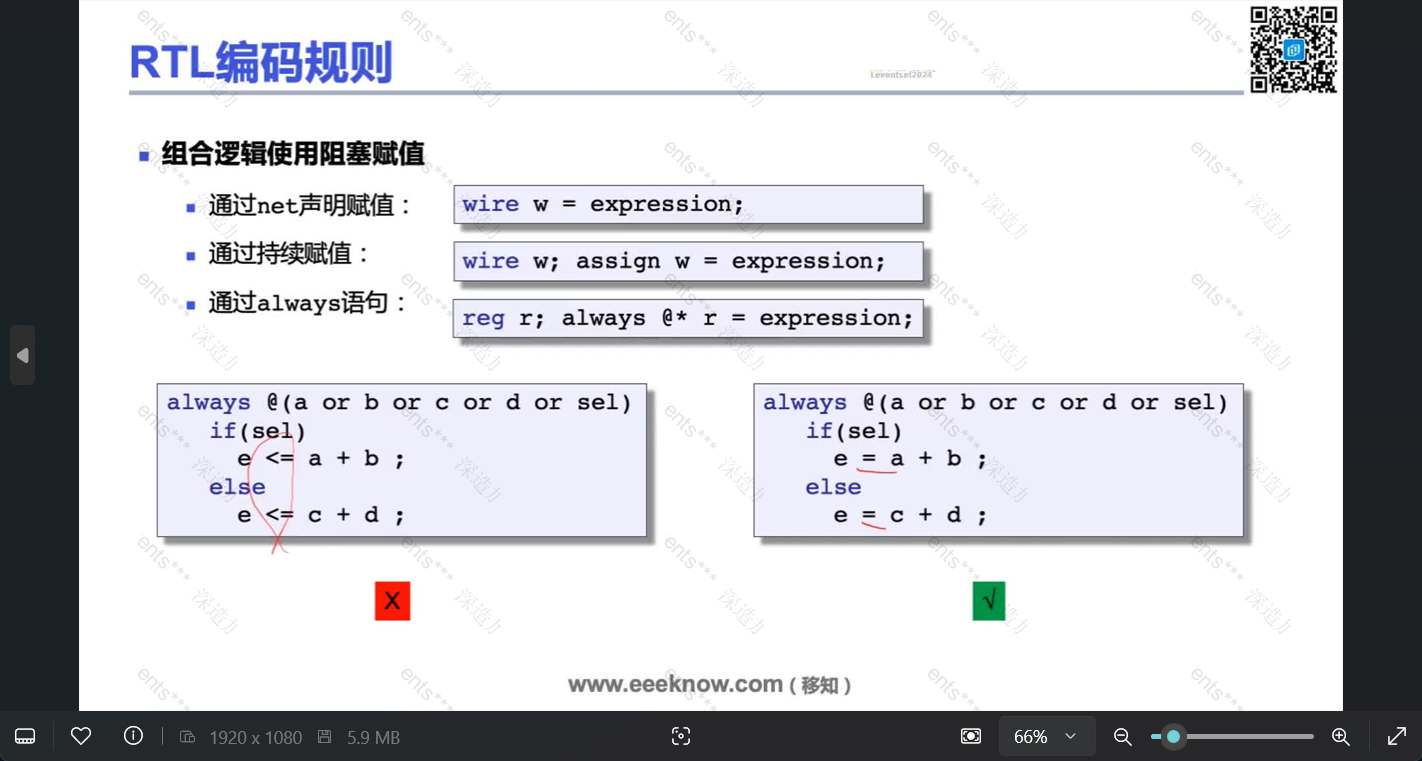 RTL编码规则
Leventsel2024
组合逻辑使用阻塞赋值
通过net声明赋值：
wire w = expression;
通过持续赋值：
wire w; assign w = expression;
通过always语句：
reg r; always @* r = expression;
always @(a or b or c or d or sel)
if(sel)
e <= a + b ;
else
e <= c + d ;
X
always @(a or b or c or d or sel)
if(sel)
e = a + b ;
else
e = c + d ;
√
www.eeeknow.com ( 移知 )
1920 x 1080
5.9 MB
66%